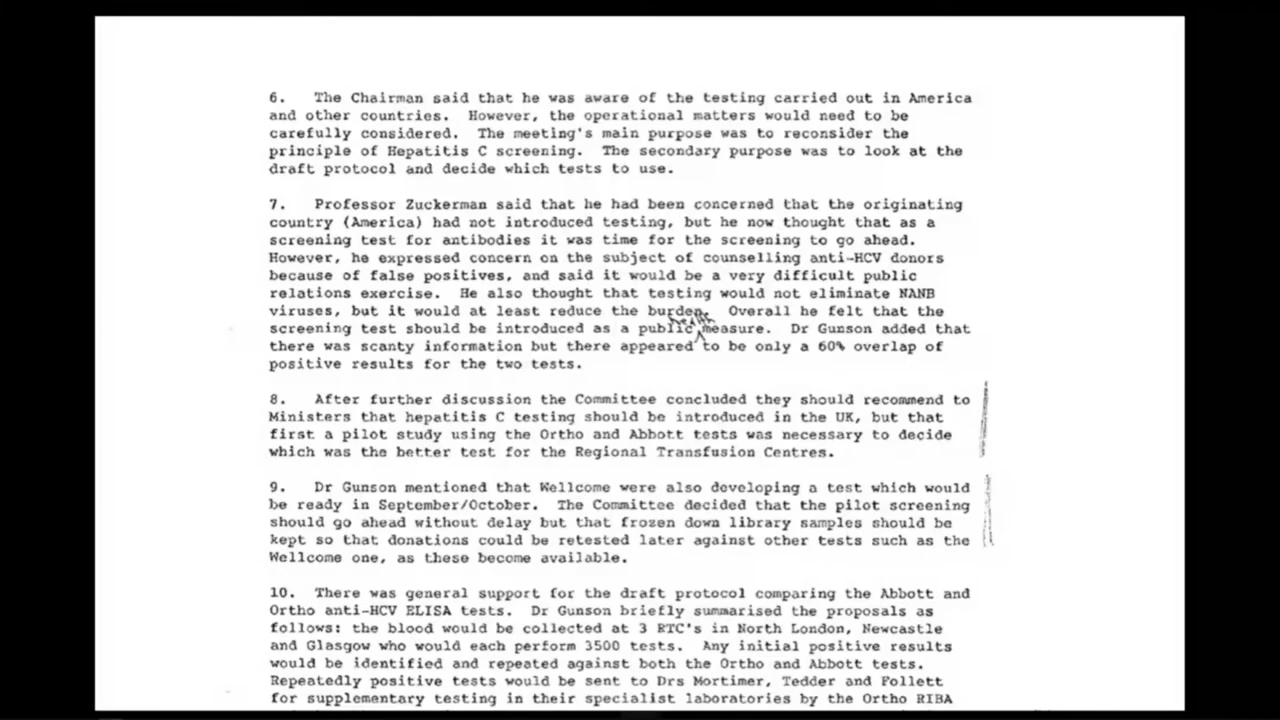 6. The Chairman said that he was aware of the testing carried out in America
and other countries. However, the operational matters would need to be
carefully considered. The meeting's main purpose was to reconsider the
principle of Hepatitis C screening. The secondary purpose was to look at the
draft protocol and decide which tests to use.
7. Professor Zuckerman said that he had been concerned that the originating
country (America) had not introduced testing, but he now thought that as a
screening test for antibodies it was time for the screening to go ahead.
However, he expressed concern on the subject of counselling anti-HCV donors
because of false positives, and said it would be a very difficult public
relations exercise. He also thought that testing would not eliminate NANB
viruses, but it would at least reduce the burden. Overall he felt that the
health
screening test should be introduced as a public measure. Dr Gunson added that
there was scanty information but there appeared to be only a 60% overlap of
positive results for the two tests.
8. After further discussion the Committee concluded they should recommend to
Ministers that hepatitis C testing should be introduced in the UK, but that
first a pilot study using the Ortho and Abbott tests was necessary to decide
which was the better test for the Regional Transfusion Centres.
9. Dr Gunson mentioned that Wellcome were also developing a test which would
be ready in September/October. The Committee decided that the pilot screening
should go ahead without delay but that frozen down library samples should be
kept so that donations could be retested later against other tests such as the
Wellcome one, as these become available.
10. There was general support for the draft protocol comparing the Abbott and
Ortho anti-HCV ELISA tests. Dr Gunson briefly summarised the proposals as
follows: the blood would be collected at 3 RTC's in North London, Newcastle
and Glasgow who would each perform 3500 tests. Any initial positive results
would be identified and repeated against both the Ortho and Abbott tests.
Repeatedly positive tests would be sent to Drs Mortimer, Tedder and Follett
for supplementary testing in their specialist laboratories by the Ortho RIBA